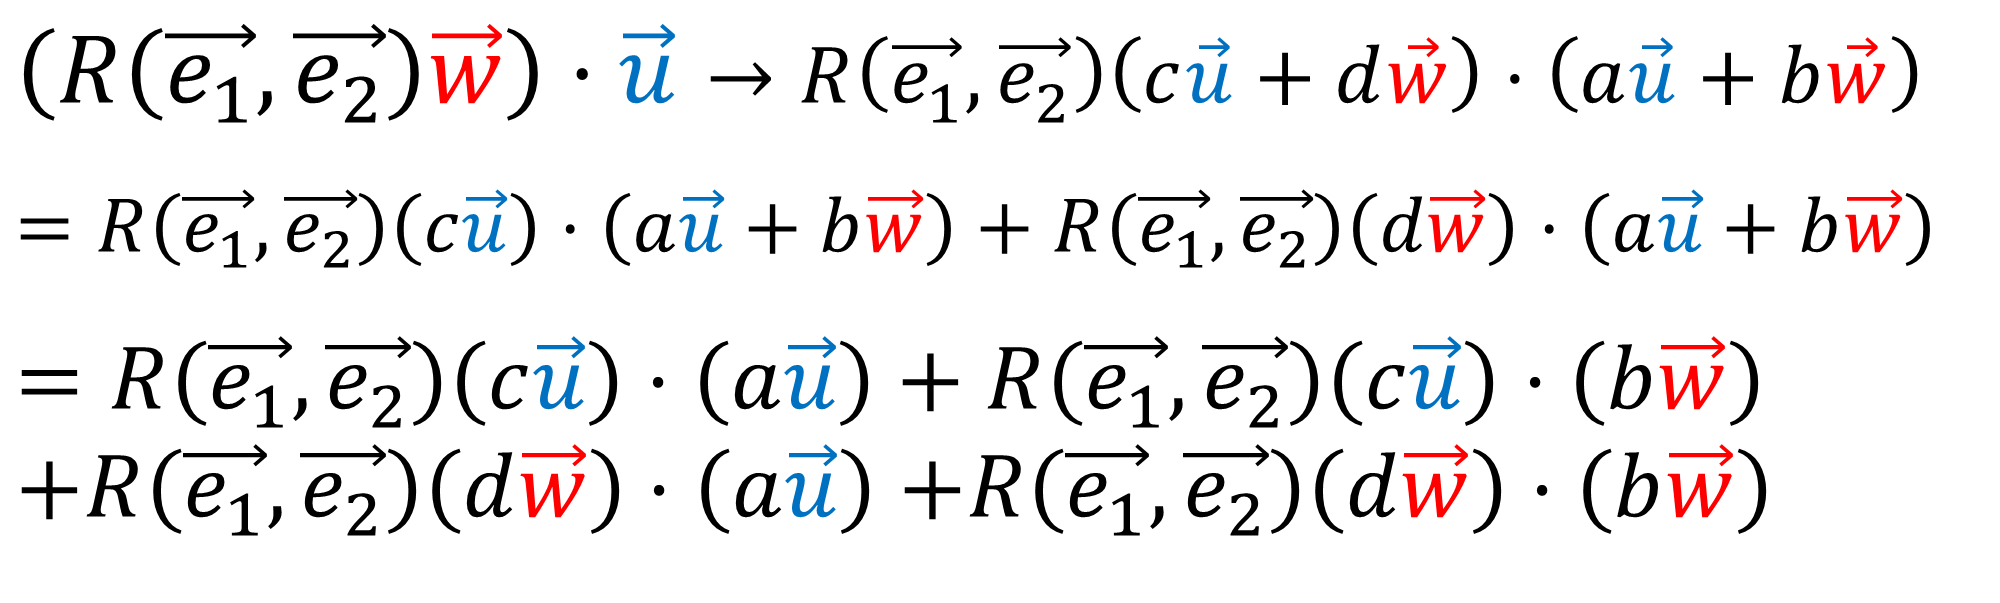 (R(e₁⃗, e₂⃗)w⃗) · u⃗ → R(e₁⃗, e₂⃗)(cu⃗ + dw⃗) · (au⃗ + bw⃗)
= R(e₁⃗, e₂⃗)(cu⃗) · (au⃗ + bw⃗) + R(e₁⃗, e₂⃗)(dw⃗) · (au⃗ + bw⃗)
= R(e₁⃗, e₂⃗)(cu⃗) · (au⃗) + R(e₁⃗, e₂⃗)(cu⃗) · (bw⃗)
+R(e₁⃗, e₂⃗)(dw⃗) · (au⃗) +R(e₁⃗, e₂⃗)(dw⃗) · (bw⃗)